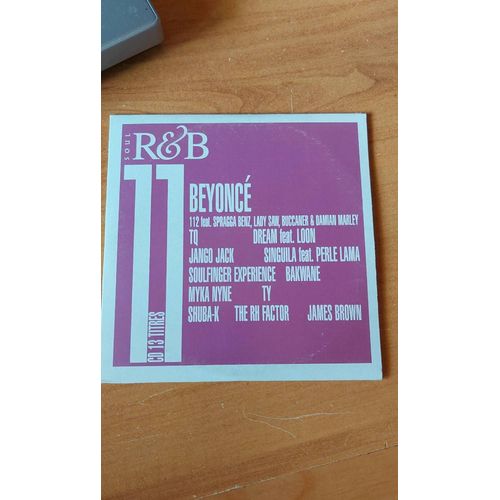 SOUL R&B
11
CD 13 TITRES
BEYONCÉ
112 feat. SPRAGGA BENZ, LADY SAW, BUCCANER & DAMIAN MARLEY
TQ DREAM feat. LOON
JANGO JACK SINGUILA feat. PERLE LAMA
SOULFINGER EXPERIENCE BAKWANE
MYKA NYNE TY
SHUBA-K THE RH FACTOR JAMES BROWN